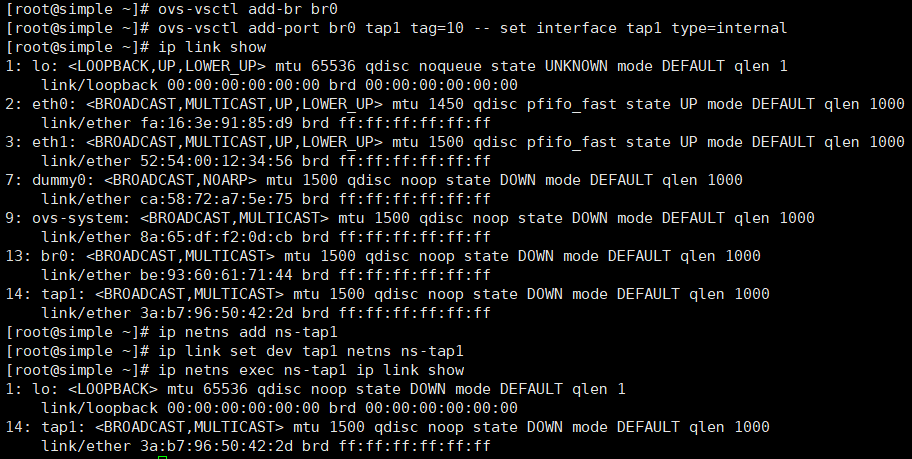 [root@simple ~]# ovs-vsctl add-br br0
[root@simple ~]# ovs-vsctl add-port br0 tap1 tag=10 -- set interface tap1 type=internal
[root@simple ~]# ip link show
1: lo: <LOOPBACK,UP,LOWER_UP> mtu 65536 qdisc noqueue state UNKNOWN mode DEFAULT qlen 1
    link/loopback 00:00:00:00:00:00 brd 00:00:00:00:00:00
2: eth0: <BROADCAST,MULTICAST,UP,LOWER_UP> mtu 1450 qdisc pfifo_fast state UP mode DEFAULT qlen 1000
    link/ether fa:16:3e:91:85:d9 brd ff:ff:ff:ff:ff:ff
3: eth1: <BROADCAST,MULTICAST,UP,LOWER_UP> mtu 1500 qdisc pfifo_fast state UP mode DEFAULT qlen 1000
    link/ether 52:54:00:12:34:56 brd ff:ff:ff:ff:ff:ff
7: dummy0: <BROADCAST,NOARP> mtu 1500 qdisc noop state DOWN mode DEFAULT qlen 1000
    link/ether ca:58:72:a7:5e:75 brd ff:ff:ff:ff:ff:ff
9: ovs-system: <BROADCAST,MULTICAST> mtu 1500 qdisc noop state DOWN mode DEFAULT qlen 1000
    link/ether 8a:65:df:f2:0d:cb brd ff:ff:ff:ff:ff:ff
13: br0: <BROADCAST,MULTICAST> mtu 1500 qdisc noop state DOWN mode DEFAULT qlen 1000
    link/ether be:93:60:61:71:44 brd ff:ff:ff:ff:ff:ff
14: tap1: <BROADCAST,MULTICAST> mtu 1500 qdisc noop state DOWN mode DEFAULT qlen 1000
    link/ether 3a:b7:96:50:42:2d brd ff:ff:ff:ff:ff:ff
[root@simple ~]# ip netns add ns-tap1
[root@simple ~]# ip link set dev tap1 netns ns-tap1
[root@simple ~]# ip netns exec ns-tap1 ip link show
1: lo: <LOOPBACK> mtu 65536 qdisc noop state DOWN mode DEFAULT qlen 1
    link/loopback 00:00:00:00:00:00 brd 00:00:00:00:00:00
14: tap1: <BROADCAST,MULTICAST> mtu 1500 qdisc noop state DOWN mode DEFAULT qlen 1000
    link/ether 3a:b7:96:50:42:2d brd ff:ff:ff:ff:ff:ff